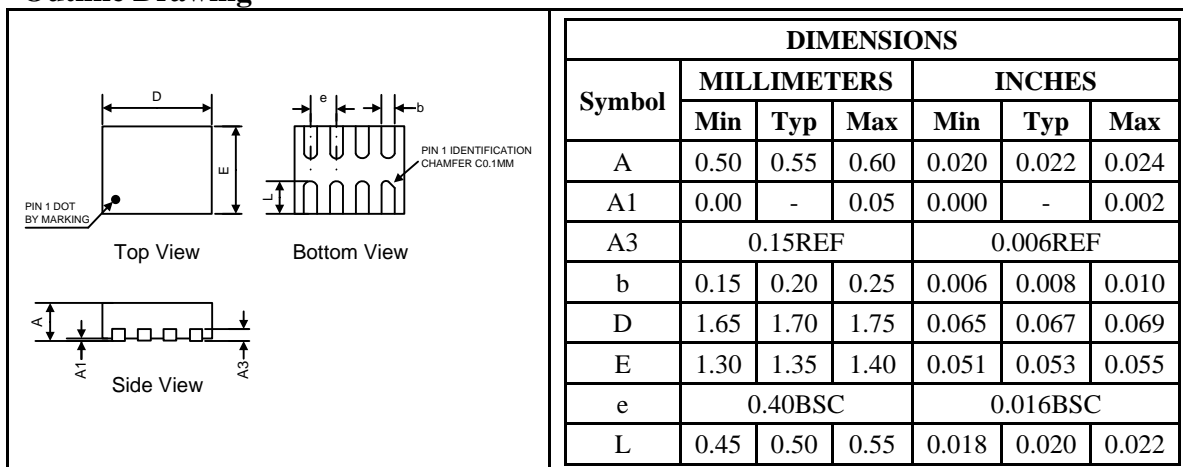 D
e
b
E
L
PIN 1 IDENTIFICATION
CHAMFER C0.1MM
PIN 1 DOT
BY MARKING
Top View
Bottom View
A
A1
A3
Side View
DIMENSIONS
Symbol MILLIMETERS INCHES
Min Typ Max Min Typ Max
A 0.50 0.55 0.60 0.020 0.022 0.024
A1 0.00 - 0.05 0.000 - 0.002
A3 0.15REF 0.006REF
b 0.15 0.20 0.25 0.006 0.008 0.010
D 1.65 1.70 1.75 0.065 0.067 0.069
E 1.30 1.35 1.40 0.051 0.053 0.055
e 0.40BSC 0.016BSC
L 0.45 0.50 0.55 0.018 0.020 0.022